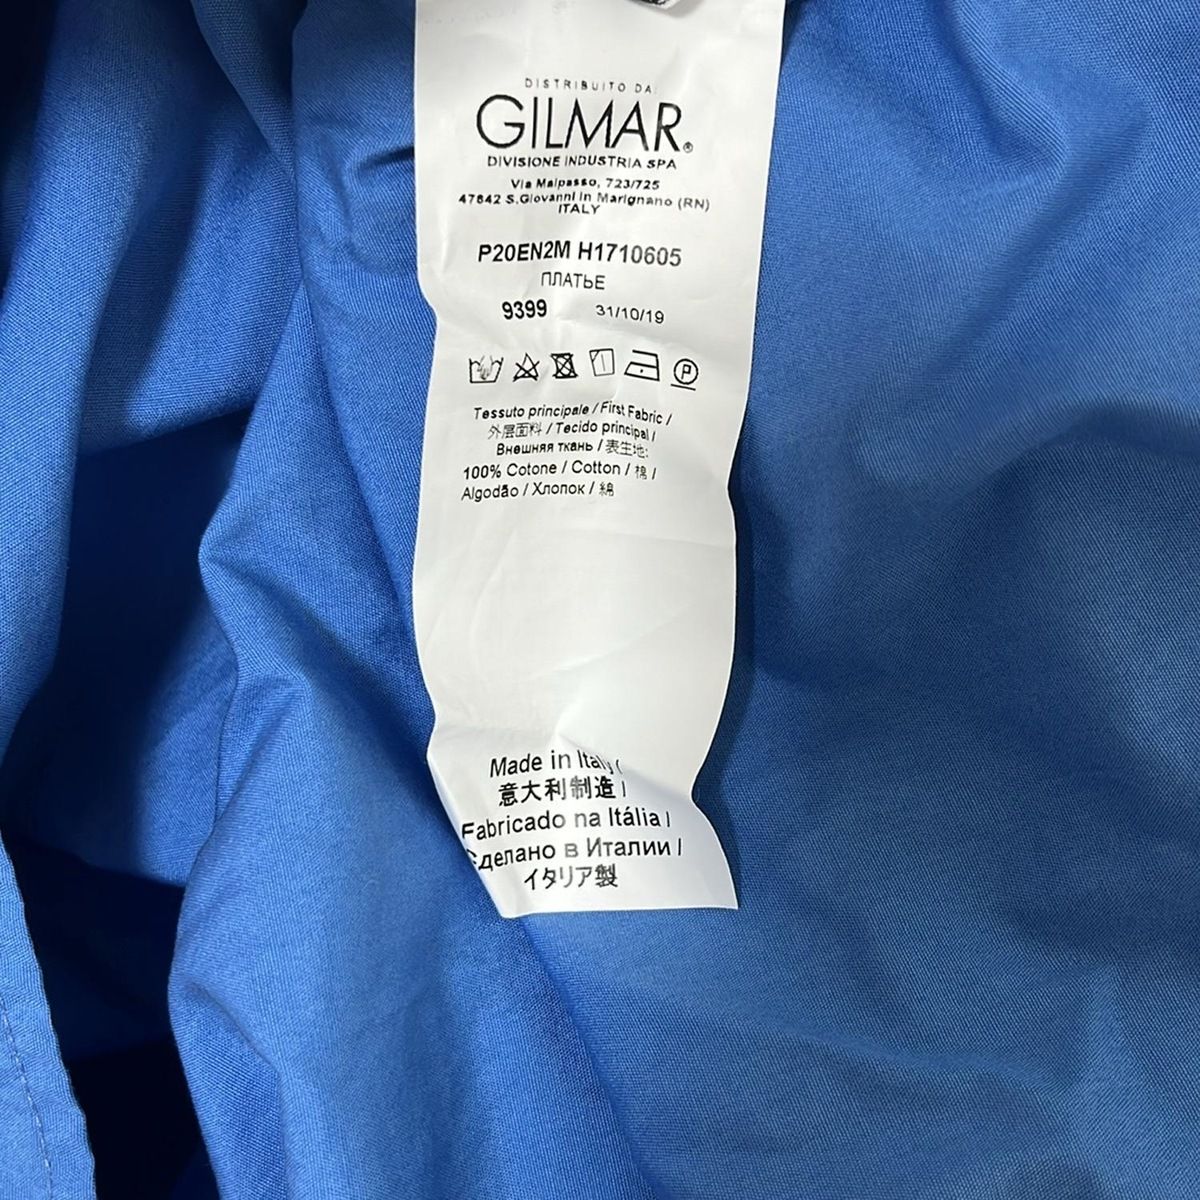 DISTRIBUITO DA:
GILMAR®
DIVISIONE INDUSTRIA SPA
Via Malpasso, 723/725
47842 S.Giovanni in Marignano (RN)
ITALY
P20EN2M H1710605
ПЛАТЬЕ
9399 31/10/19
P
Tessuto principale / First Fabric /
外层面料 / Tecido principal /
Внешняя ткань / 表生地:
100% Cotone / Cotton / 棉 /
Algodão / Хлопок / 綿
Made in Italy /
意大利制造 /
Fabricado na Itália /
Сделано в Италии /
イタリア製